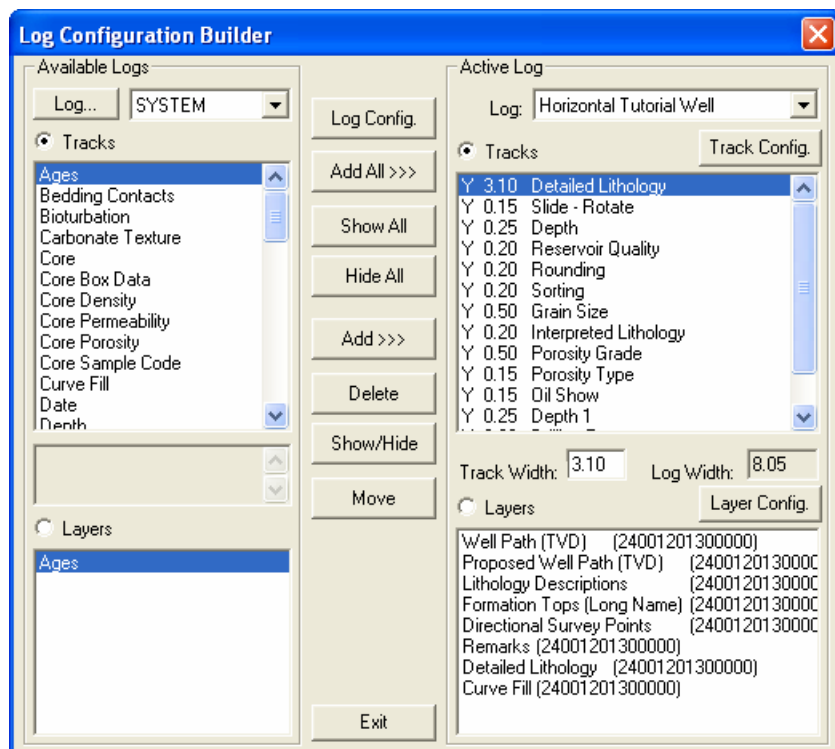 Log Configuration Builder
Available Logs
Log...
SYSTEM
Tracks
Ages
Bedding Contacts
Bioturbation
Carbonate Texture
Core
Core Box Data
Core Density
Core Permeability
Core Porosity
Core Sample Code
Curve Fill
Date
Depth
Layers
Ages
Log Config.
Add All >>>
Show All
Hide All
Add >>>
Delete
Show/Hide
Move
Exit
Active Log
Log: Horizontal Tutorial Well
Tracks
Track Config.
Y 3.10 Detailed Lithology
Y 0.15 Slide - Rotate
Y 0.25 Depth
Y 0.20 Reservoir Quality
Y 0.20 Rounding
Y 0.20 Sorting
Y 0.50 Grain Size
Y 0.20 Interpreted Lithology
Y 0.50 Porosity Grade
Y 0.15 Porosity Type
Y 0.15 Oil Show
Y 0.25 Depth 1
Track Width: 3.10 Log Width: 8.05
Layers
Layer Config.
Well Path (TVD) (24001201300000)
Proposed Well Path (TVD) (2400120130000
Lithology Descriptions (2400120130000
Formation Tops (Long Name) (2400120130000
Directional Survey Points (2400120130000
Remarks (24001201300000)
Detailed Lithology (24001201300000)
Curve Fill (24001201300000)